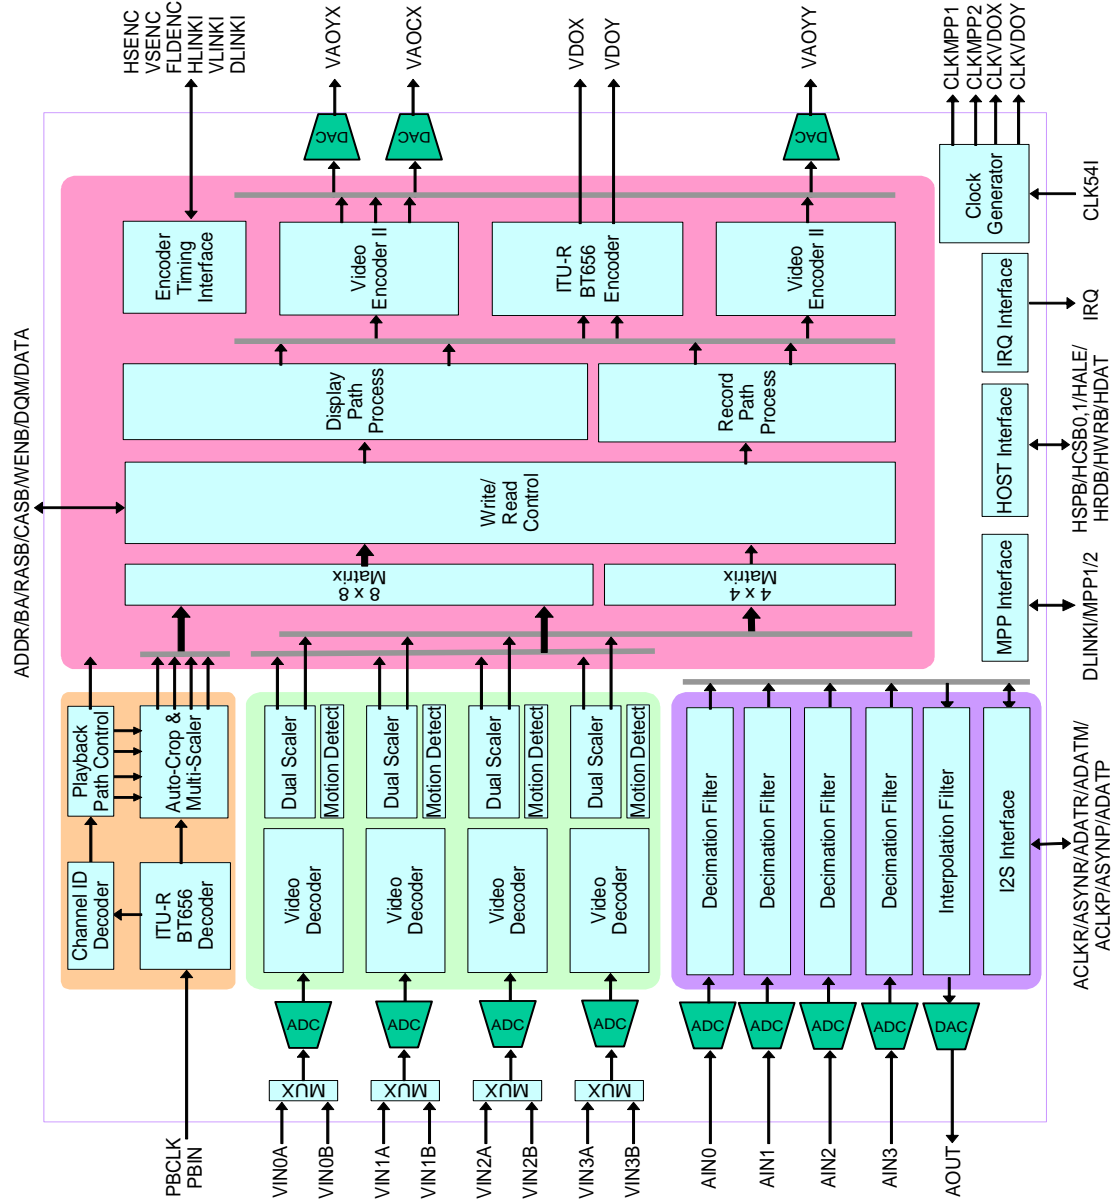 HSENC
VSENC
FLDENC
HLINKI
VLINKI
DLINKI
VAOYX
VAOCX
VDOX
VDOY
VAOYY
CLKMPP1
CLKMPP2
CLKVDOX
CLKVDOY
DAC
DAC
DAC
Clock
Generator
CLK54I
Encoder
Timing
Interface
Video
Encoder II
ITU-R
BT656
Encoder
Video
Encoder II
IRQ Interface
IRQ
ADDR/BA/RASB/CASB/WENB/DQM/DATA
Display
Path
Process
Record
Path
Process
HOST Interface
HSPB/HCSB0,1/HALE/
HRDB/HWRB/HDAT
Write/
Read
Control
8 x 8
Matrix
4 x 4
Matrix
MPP Interface
DLINKI/MPP1/2
Playback
Path Control
Auto-Crop &
Multi-Scaler
Dual Scaler
Motion Detect
Dual Scaler
Motion Detect
Dual Scaler
Motion Detect
Dual Scaler
Motion Detect
Channel ID
Decoder
ITU-R
BT656
Decoder
Video
Decoder
Video
Decoder
Video
Decoder
Video
Decoder
Decimation Filter
Decimation Filter
Decimation Filter
Decimation Filter
Interpolation Filter
I2S Interface
ACLKR/ASYNR/ADATR/ADATM/
ACLKP/ASYNP/ADATP
ADC
ADC
ADC
ADC
ADC
ADC
ADC
ADC
DAC
MUX
MUX
MUX
MUX
PBCLK
PBIN
VIN0A
VIN0B
VIN1A
VIN1B
VIN2A
VIN2B
VIN3A
VIN3B
AIN0
AIN1
AIN2
AIN3
AOUT